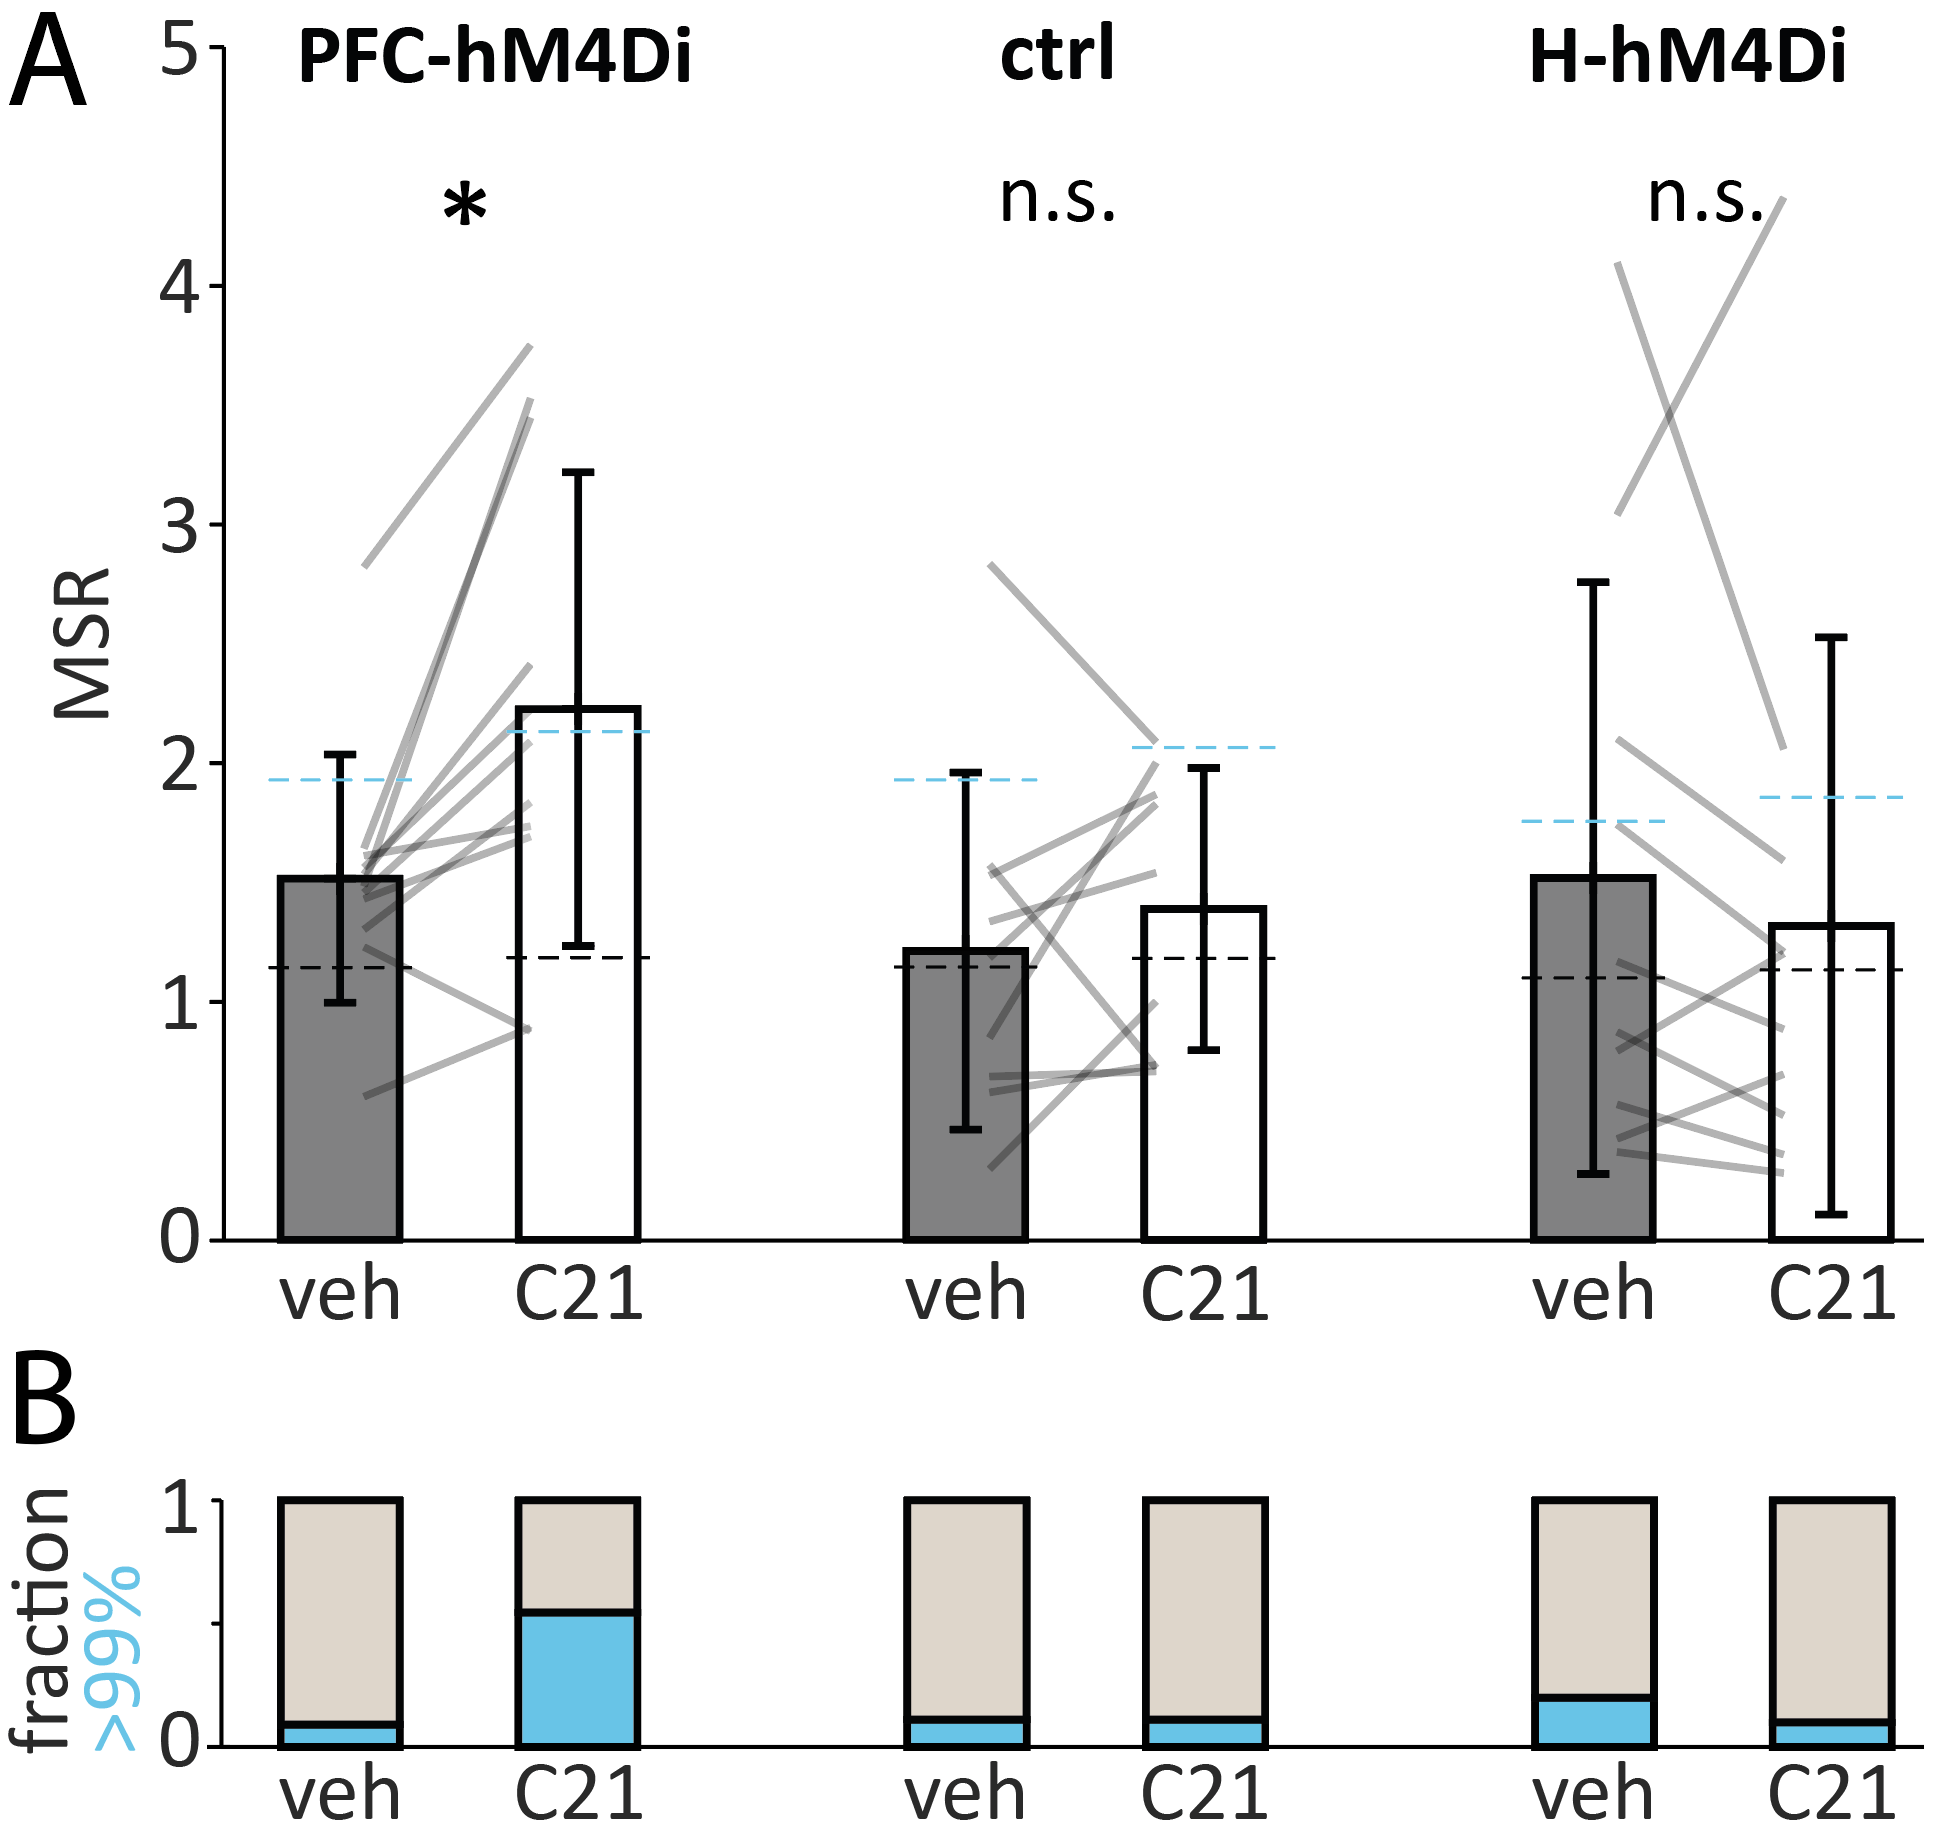 A
PFC-hM4Di
ctrl
H-hM4Di
*
n.s.
n.s.
MSR
5
4
3
2
1
0
veh
C21
veh
C21
veh
C21
B
fraction
>99%
1
0
veh
C21
veh
C21
veh
C21